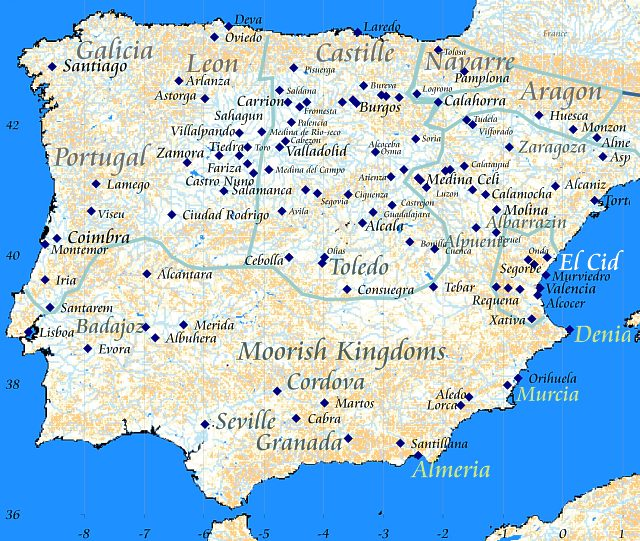 Deva
Laredo
Oviedo
France
Galicia
Castille
Tolosa
Navarre
Santiago
Leon
Pisuerga
Pamplona
Arlanza
Bureva
Logrono
Aragon
Astorga
Saldana
Carrion
Burgos
Calahorra
Sahagun
Fromesta
Huesca
42
Palencia
Tudela
Monzon
Villalpando
Medina de Rio-seco
Vilforado
Cabezon
Soria
Alme
Tiedra
Toro
Valladolid
Alcoceba
Zaragoza
Portugal
Zamora
Osma
Asp
Fariza
Medina del Campo
Calatayud
Castro Nuno
Atienza
Medina Celi
Lamego
Salamanca
Ciguenza
Luzon
Calamocha
Alcaniz
Segovia
Castrejon
Tort
Viseu
Ciudad Rodrigo
Avila
Guadalajara
Molina
Alcala
Albarrazin
Coimbra
Alpuente
Teruel
Montemor
Bonilla
Cuenca
Onda
40
Cebolla
Olias
Segorbe
El Cid
Toledo
Iria
Alcantara
Murviedro
Consuegra
Tebar
Valencia
Requena
Alcocer
Santarem
Xativa
Lisboa
Badajoz
Merida
Denia
Albuhera
Evora
Moorish Kingdoms
38
Cordova
Orihuela
Aledo
Murcia
Martos
Lorca
Seville
Cabra
Granada
Santillana
Almeria
36
-8 -7 -6 -5 -4 -3 -2 -1 0 1